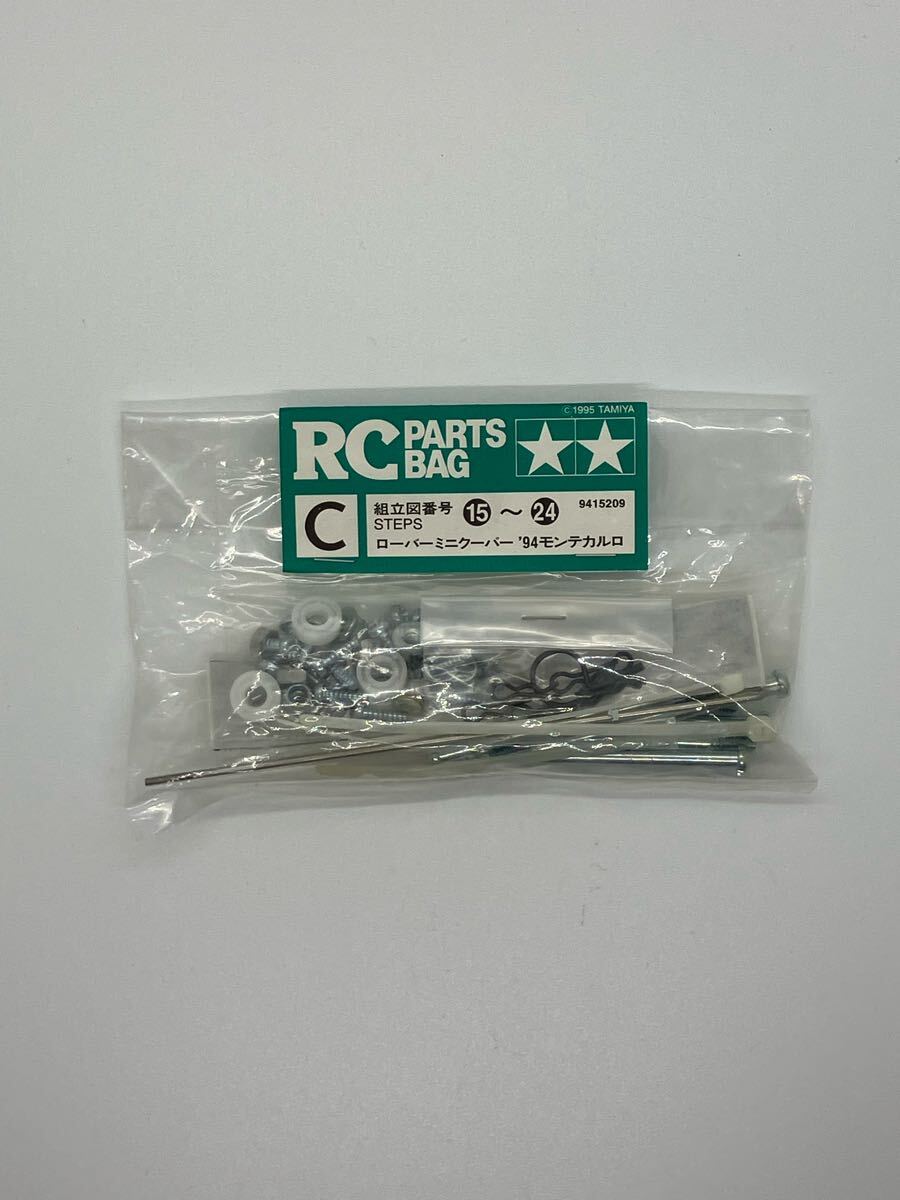 © 1995 TAMIYA
RC PARTS BAG
C
組立図番号 ⑮ ～ ㉔ 9415209
STEPS
ローバーミニクーパー '94モンテカルロ